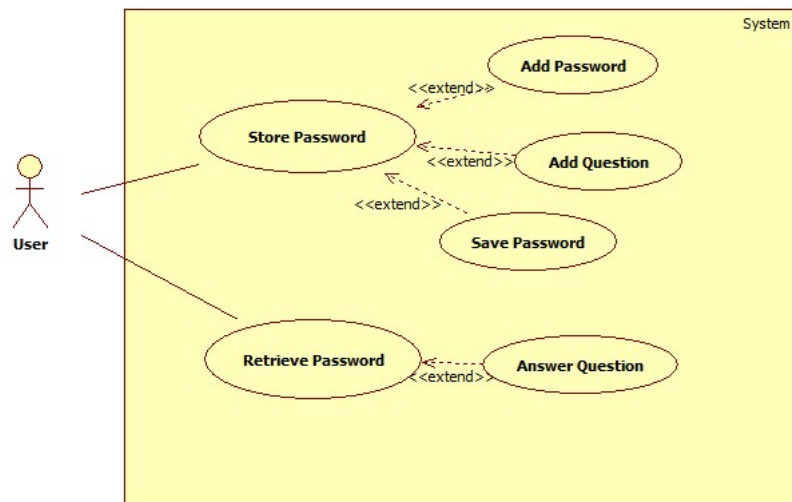 System
Add Password
<<extend>>
Store Password
<<extend>>
Add Question
<<extend>>
Save Password
User
Retrieve Password
<<extend>>
Answer Question